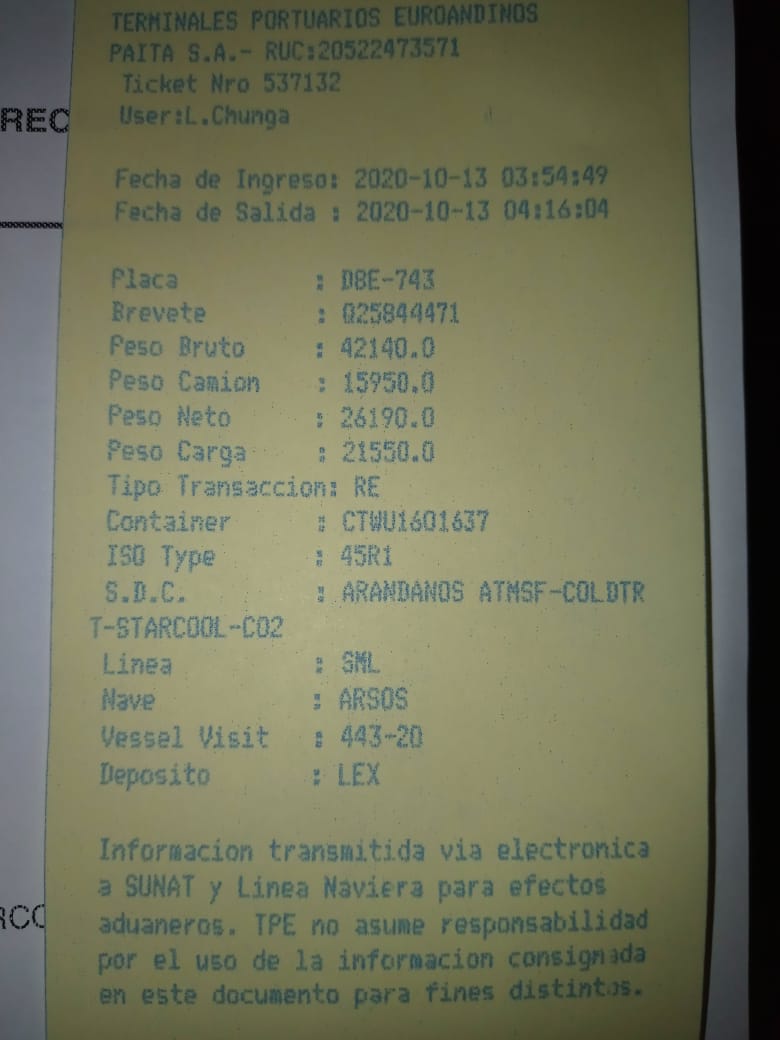 TERMINALES PORTUARIOS EUROANDINOS
PAITA S.A.- RUC:20522473571
Ticket Nro 537132
User:L.Chunga
REC
Fecha de Ingreso: 2020-10-13 03:54:49
Fecha de Salida : 2020-10-13 04:16:04
Placa : D8E-743
Brevete : Q25844471
Peso Bruto : 42140.0
Peso Camion : 15950.0
Peso Neto : 26190.0
Peso Carga : 21550.0
Tipo Transaccion: RE
Container : CTWU1601637
ISO Type : 45R1
S.D.C. : ARANDANOS ATMSF-COLDTR
T-STARCOOL-CO2
Linea : SML
Nave : ARSOS
Vessel Visit : 443-20
Deposito : LEX
Informacion transmitida via electronica
a SUNAT y Linea Naviera para efectos
aduaneros. TPE no asume responsabilidad
por el uso de la informacion consignada
en este documento para fines distintos.